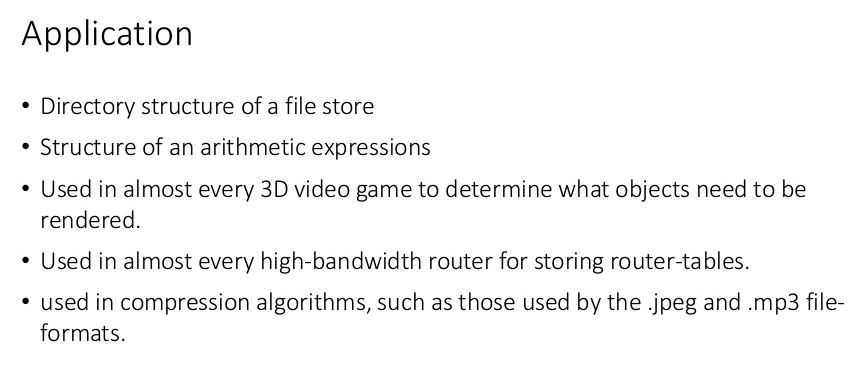 Application
• Directory structure of a file store
• Structure of an arithmetic expressions
• Used in almost every 3D video game to determine what objects need to be
rendered.
• Used in almost every high-bandwidth router for storing router-tables.
• used in compression algorithms, such as those used by the .jpeg and .mp3 file-
formats.